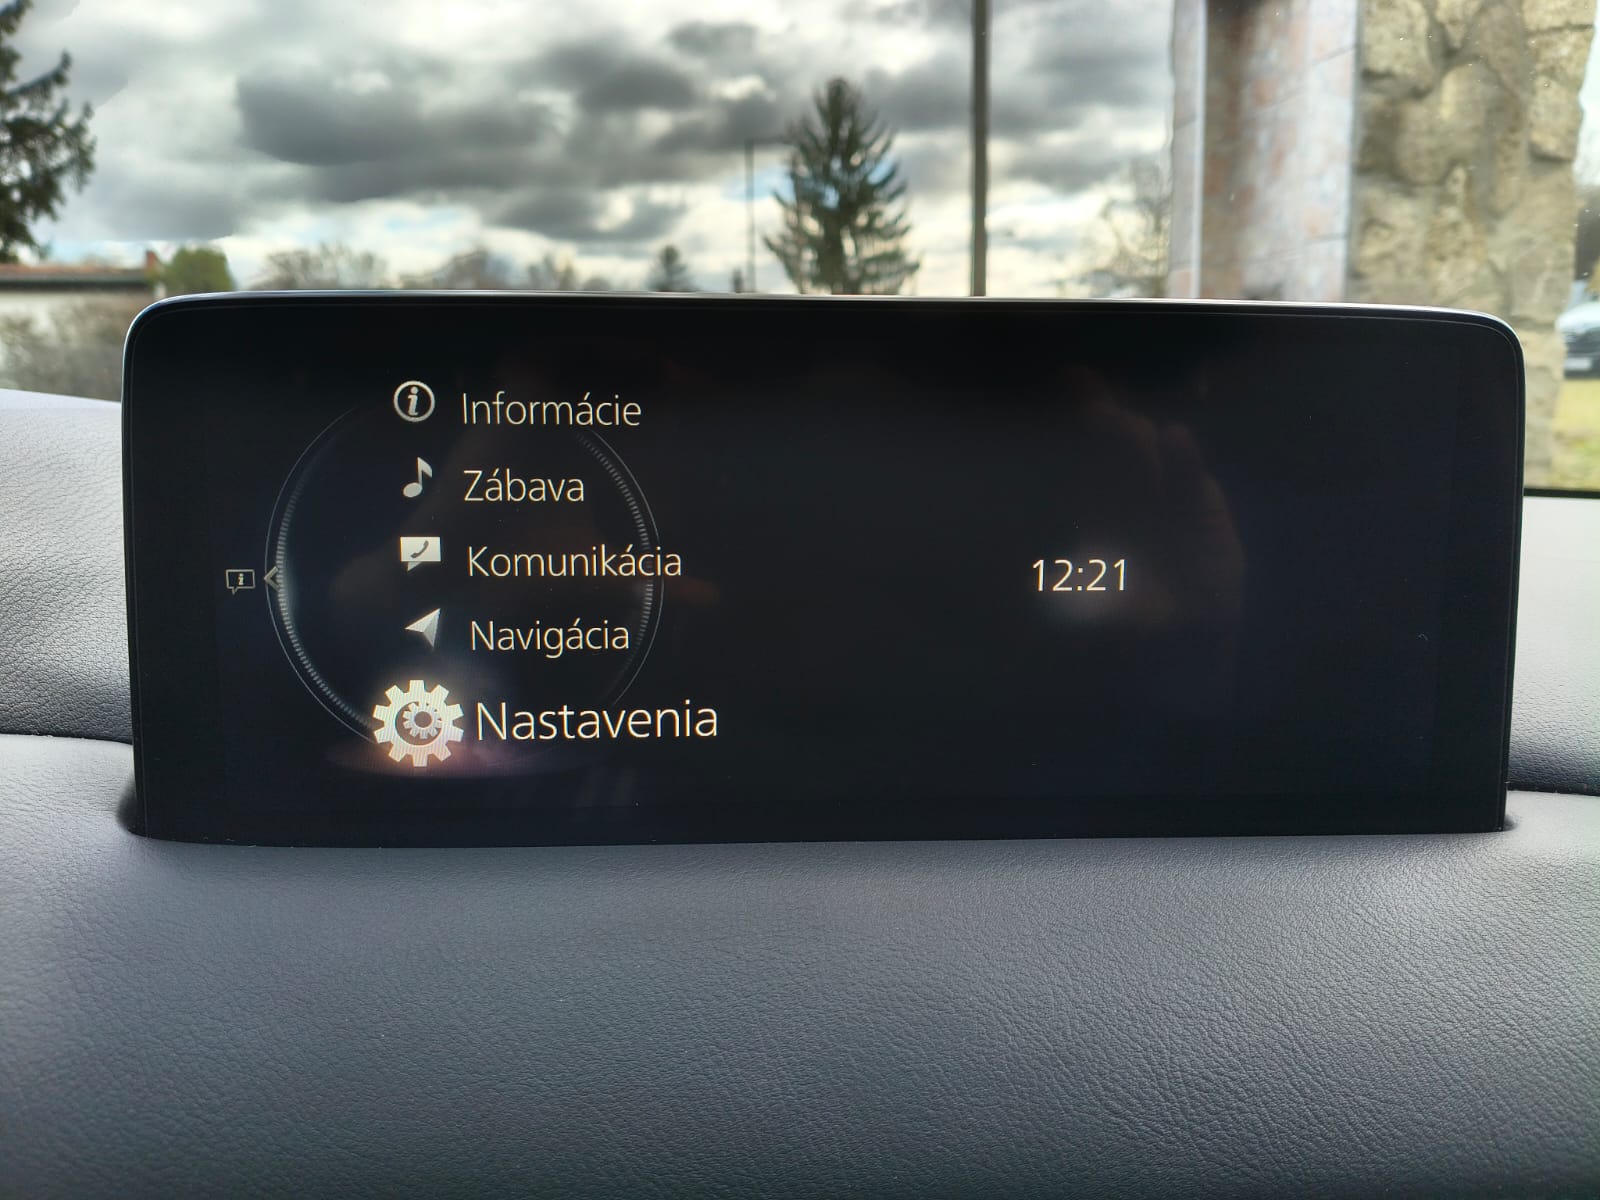 Informácie
Zábava
Komunikácia
Navigácia
Nastavenia
12:21